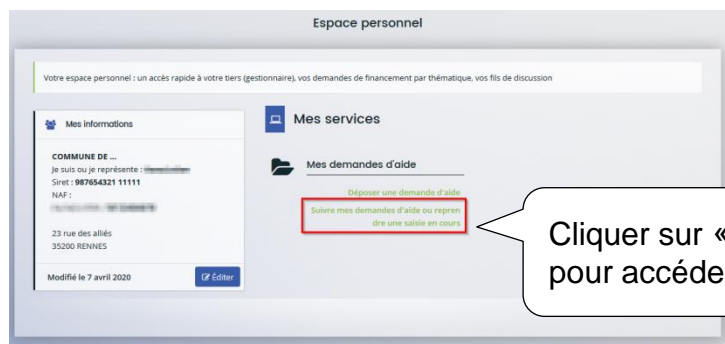 Espace personnel
Votre espace personnel : un accès rapide à votre tiers (gestionnaire), vos demandes de financement par thématique, vos fils de discussion
Mes informations
COMMUNE DE ...
Je suis ou je représente :
Siret : 987654321 11111
NAF :
23 rue des alliés
35200 RENNES
Modifié le 7 avril 2020
Éditer
Mes services
Mes demandes d'aide
Déposer une demande d'aide
Suivre mes demandes d'aide ou repren
dre une saisie en cours
Cliquer sur «
pour accéde